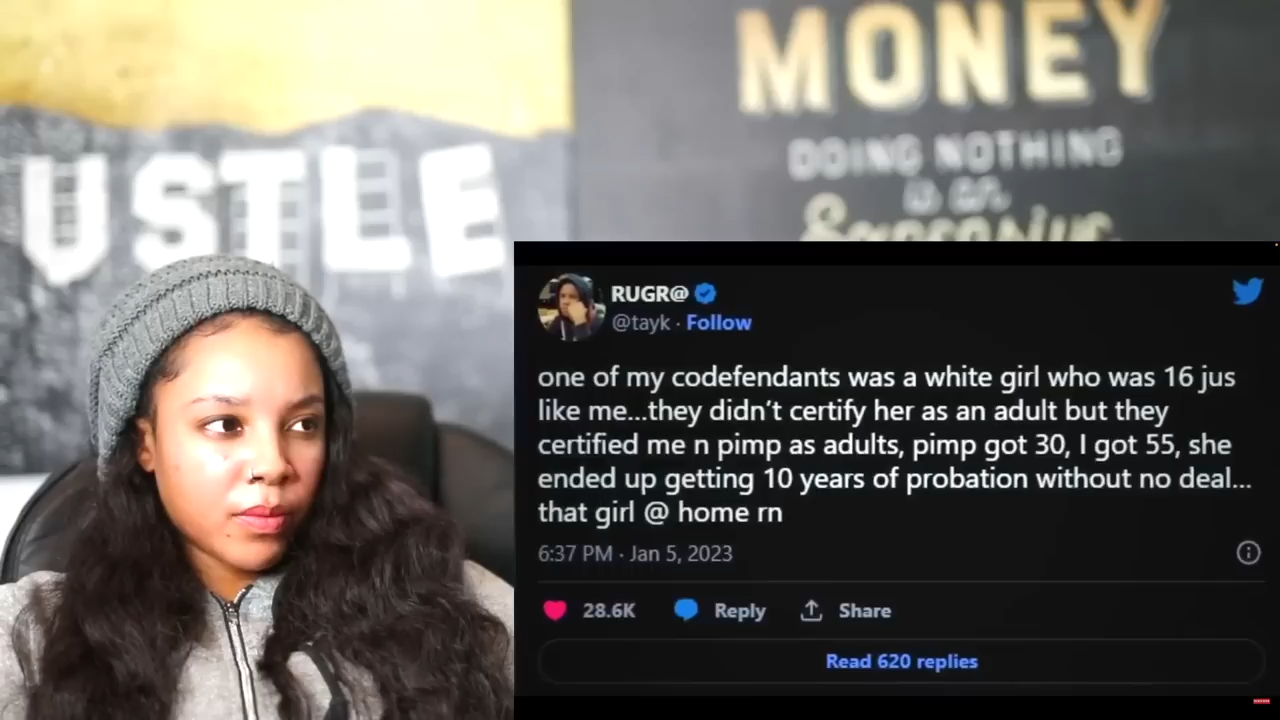 USTLE
MONEY
DOING NOTHING
IS AN
RUGR@
@tayk · Follow
one of my codefendants was a white girl who was 16 jus
like me...they didn't certify her as an adult but they
certified me n pimp as adults, pimp got 30, I got 55, she
ended up getting 10 years of probation without no deal...
that girl @ home rn
6:37 PM · Jan 5, 2023
28.6K Reply Share
Read 620 replies